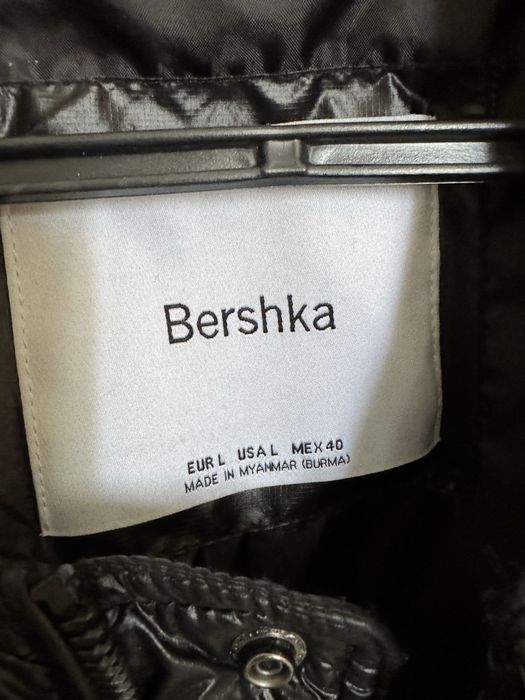 Bershka
EUR L USA L MEX 40
MADE IN MYANMAR (BURMA)